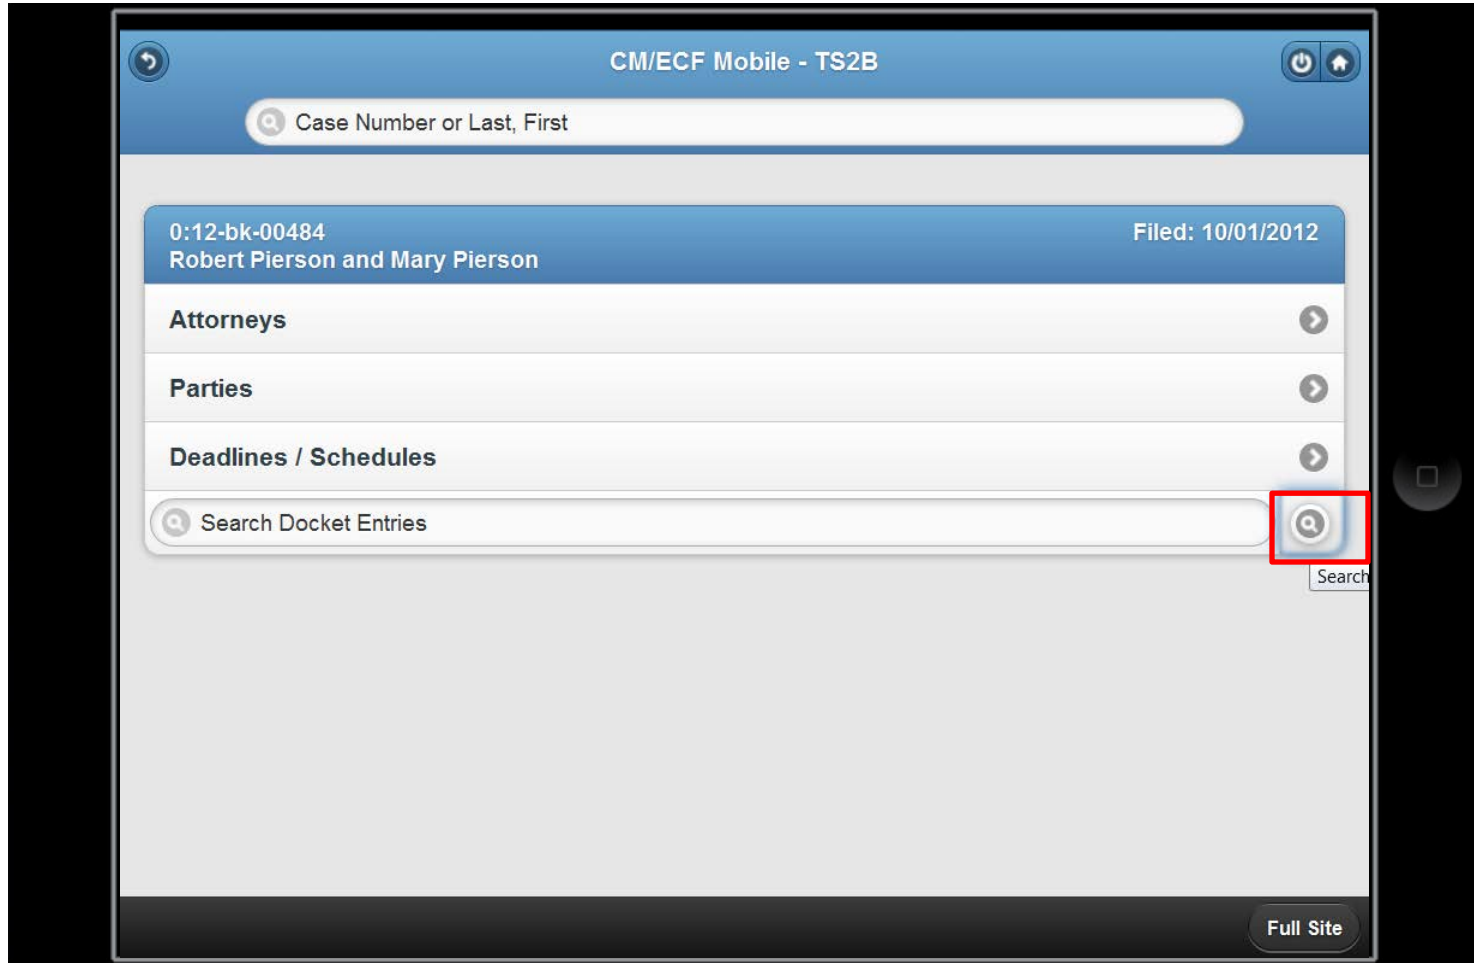 CM/ECF Mobile - TS2B
Case Number or Last, First
0:12-bk-00484
Filed: 10/01/2012
Robert Pierson and Mary Pierson
Attorneys
Parties
Deadlines / Schedules
Search Docket Entries
Search
Full Site